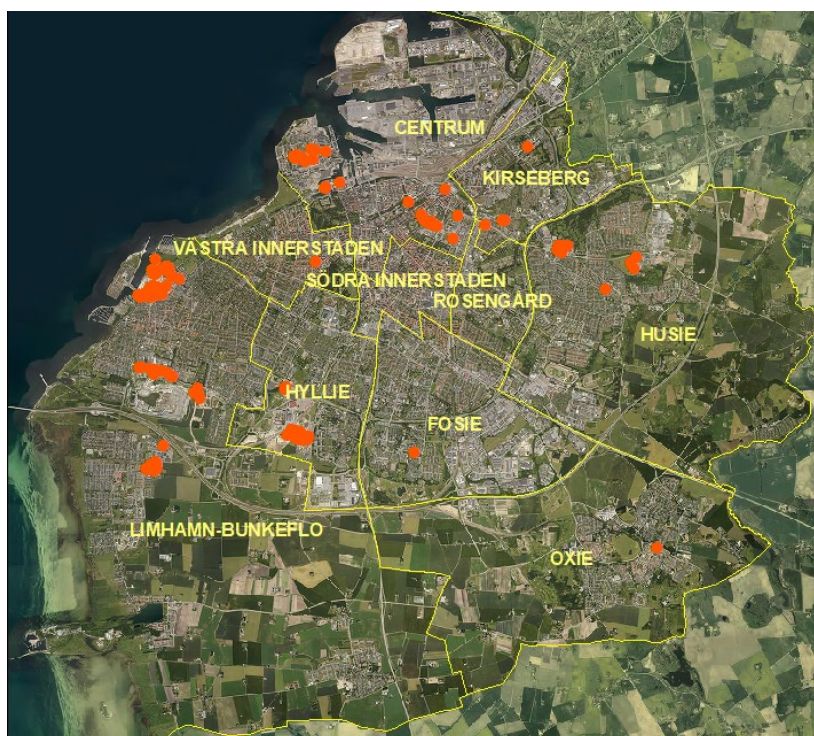 CENTRUM
KIRSEBERG
VÄSTRA INNERSTADEN
SÖDRA INNERSTADEN
ROSENGÅRD
HUSIE
HYLLIE
FOSIE
LIMHAMN-BUNKEFLO
OXIE